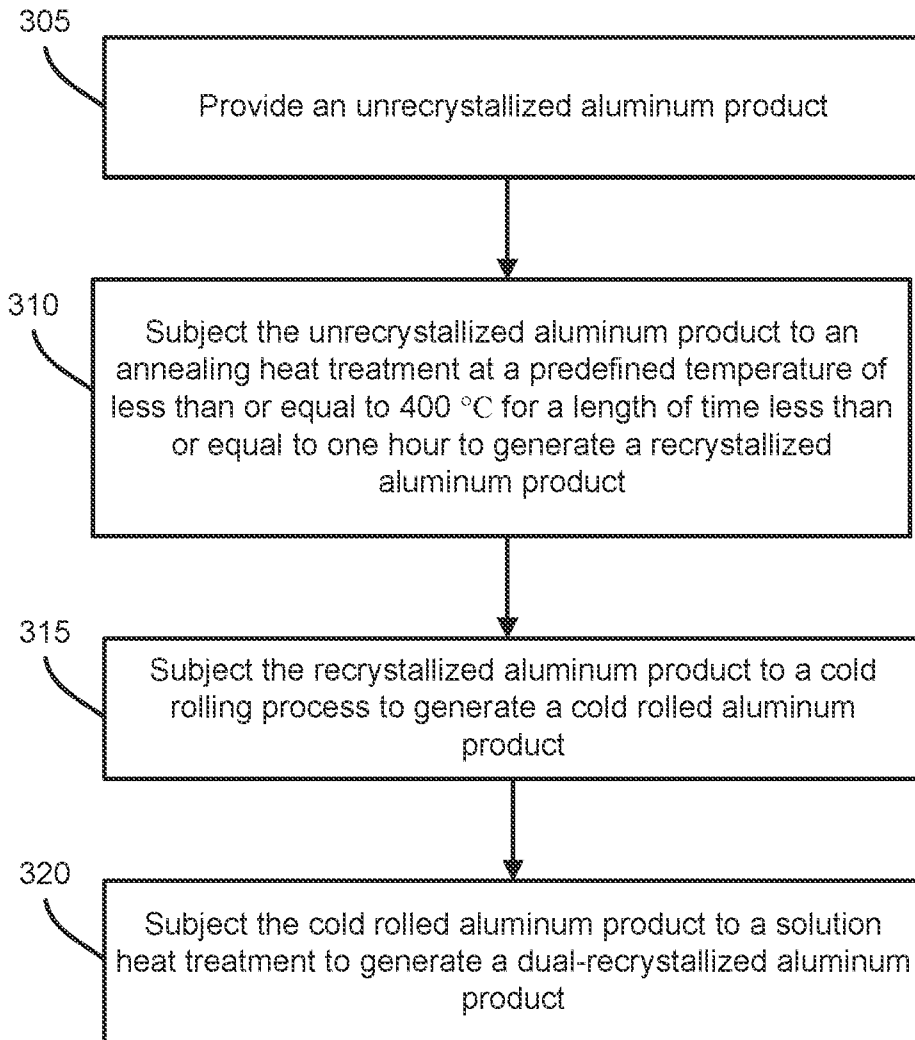 305
Provide an unrecrystallized aluminum product
310
Subject the unrecrystallized aluminum product to an
annealing heat treatment at a predefined temperature of
less than or equal to 400 °C for a length of time less than
or equal to one hour to generate a recrystallized
aluminum product
315
Subject the recrystallized aluminum product to a cold
rolling process to generate a cold rolled aluminum
product
320
Subject the cold rolled aluminum product to a solution
heat treatment to generate a dual-recrystallized aluminum
product